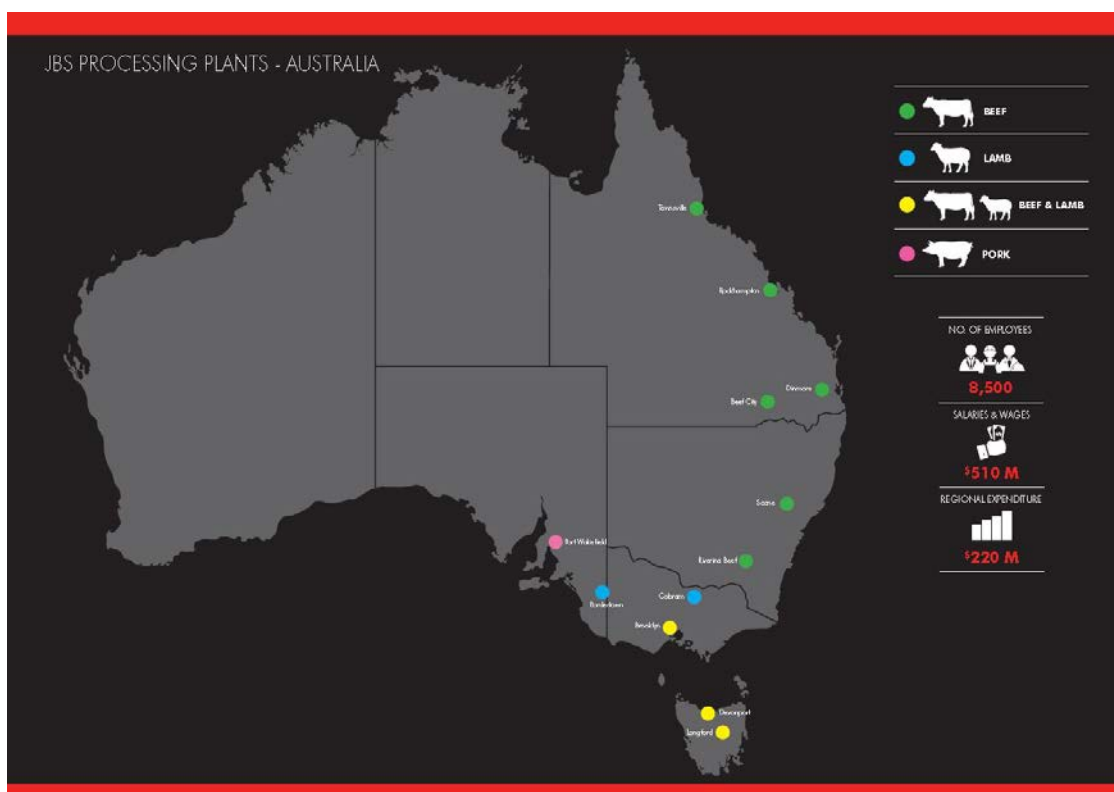 JBS PROCESSING PLANTS - AUSTRALIA
BEEF
LAMB
BEEF & LAMB
PORK
NO. OF EMPLOYEES
8,500
SALARIES & WAGES
$510 M
REGIONAL EXPENDITURE
$220 M
Townsville
Rockhampton
Dinmore
Beef City
Scone
Riverina Beef
Port Wakefield
Bordertown
Cobram
Brooklyn
Devonport
Longford